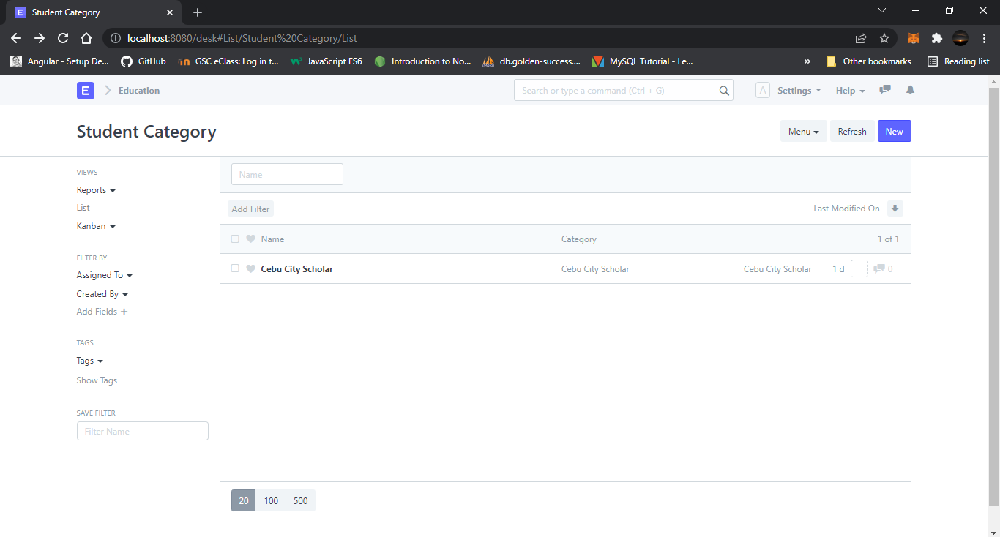 E Student Category
localhost:8080/desk#List/Student%20Category/List
Angular - Setup De... GitHub GSC eClass: Log in t... JavaScript ES6 Introduction to No... db.golden-success.... MySQL Tutorial - Le... » Other bookmarks Reading list
E Education Search or type a command (Ctrl + G) A Settings Help
Student Category Menu Refresh New
VIEWS
Reports
List
Kanban
FILTER BY
Assigned To
Created By
Add Fields +
TAGS
Tags
Show Tags
SAVE FILTER
Filter Name
Name
Add Filter Last Modified On
Name Category 1 of 1
Cebu City Scholar Cebu City Scholar Cebu City Scholar 1 d 0
20 100 500